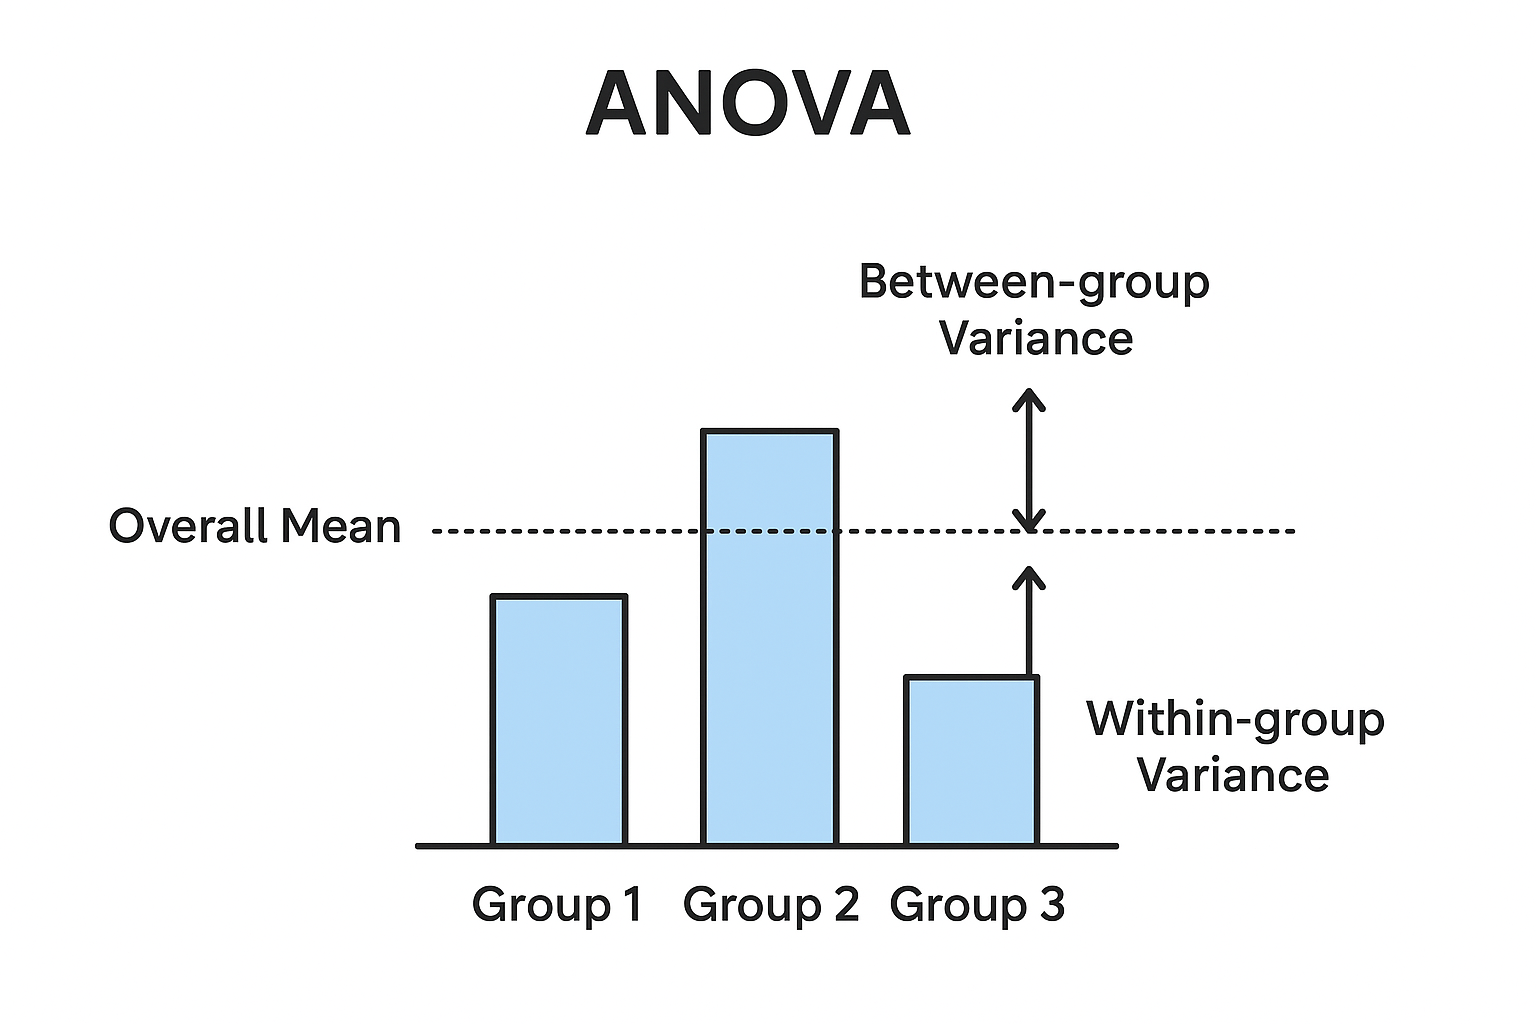 ANOVA
Between-group
Variance
Overall Mean
Within-group
Variance
Group 1
Group 2
Group 3